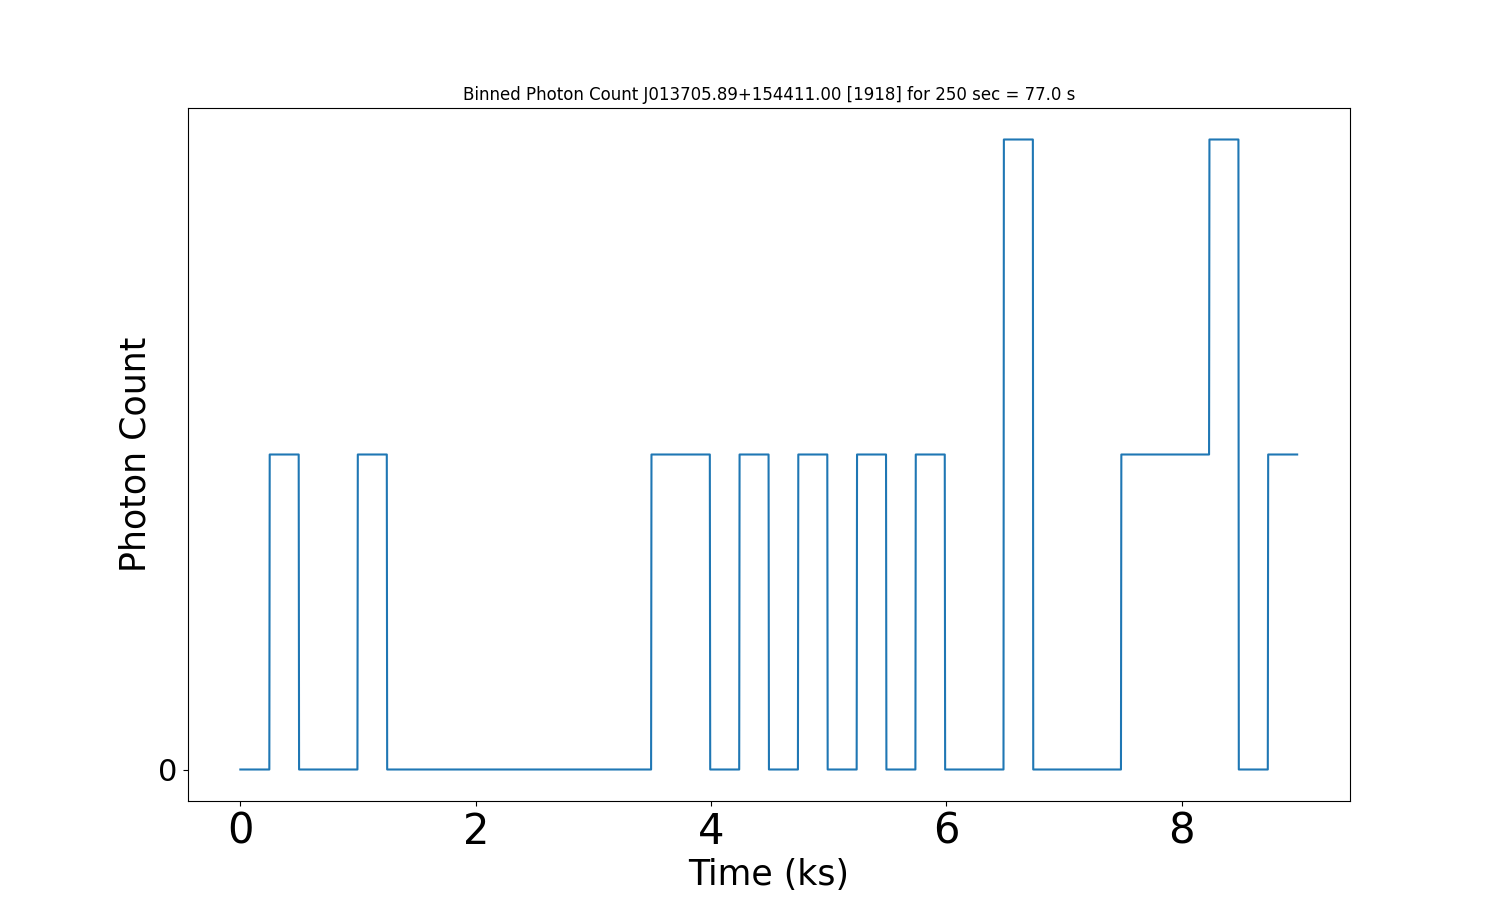 Binned Photon Count J013705.89+154411.00 [1918] for 250 sec = 77.0 s
Photon Count
0
0 2 4 6 8
Time (ks)